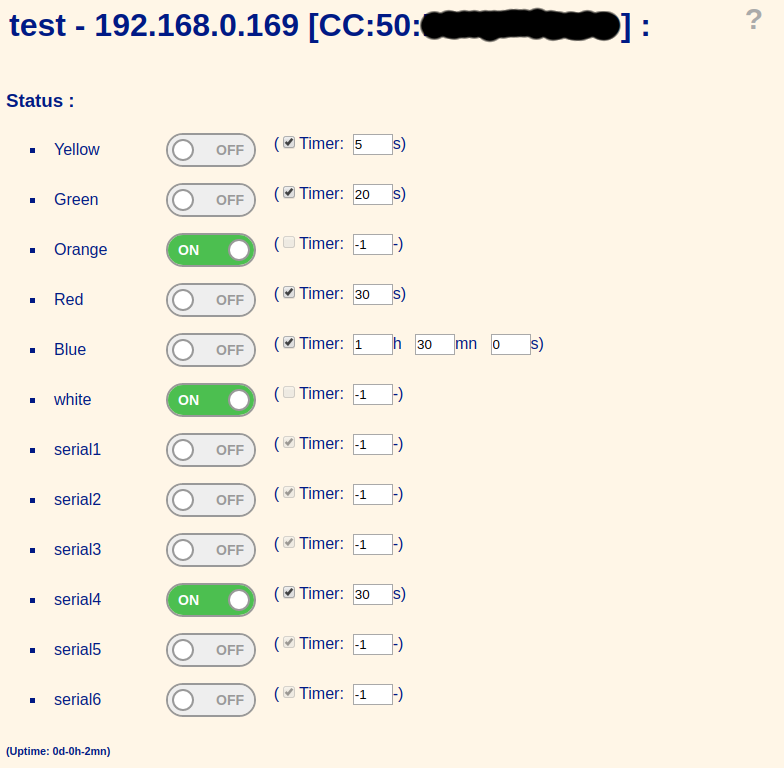 test - 192.168.0.169 [CC:50: ] :
?
Status :
Yellow OFF ( Timer: 5 s)
Green OFF ( Timer: 20 s)
Orange ON ( Timer: -1 -)
Red OFF ( Timer: 30 s)
Blue OFF ( Timer: 1 h 30 mn 0 s)
white ON ( Timer: -1 -)
serial1 OFF ( Timer: -1 -)
serial2 OFF ( Timer: -1 -)
serial3 OFF ( Timer: -1 -)
serial4 ON ( Timer: 30 s)
serial5 OFF ( Timer: -1 -)
serial6 OFF ( Timer: -1 -)
(Uptime: 0d-0h-2mn)